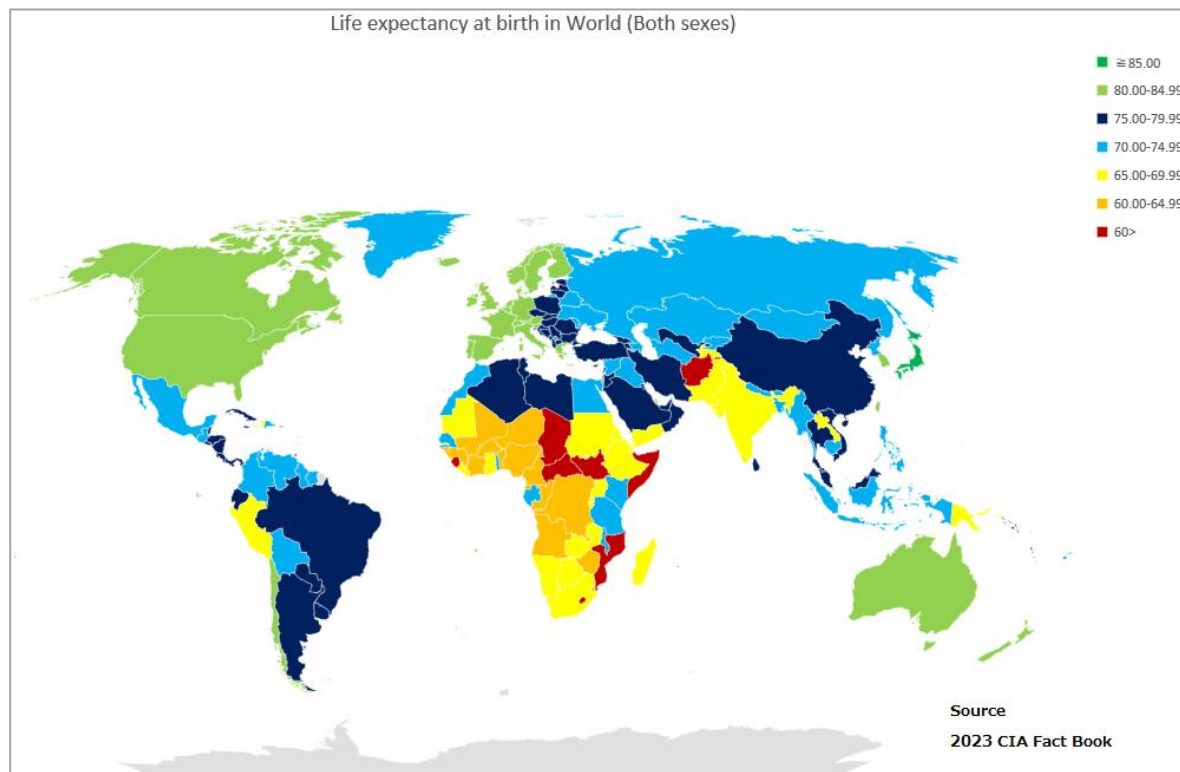 Life expectancy at birth in World (Both sexes)
≧85.00
80.00-84.99
75.00-79.99
70.00-74.99
65.00-69.99
60.00-64.99
60>
Source
2023 CIA Fact Book